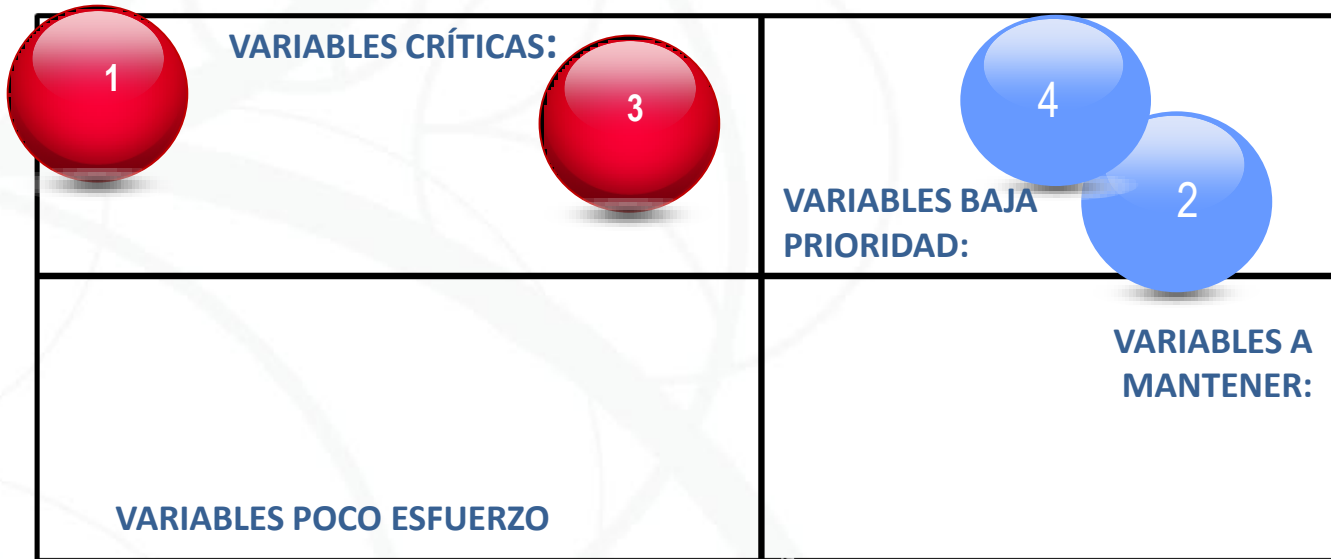 VARIABLES CRÍTICAS:
1
3
4
2
VARIABLES BAJA
PRIORIDAD:
VARIABLES A
MANTENER:
VARIABLES POCO ESFUERZO